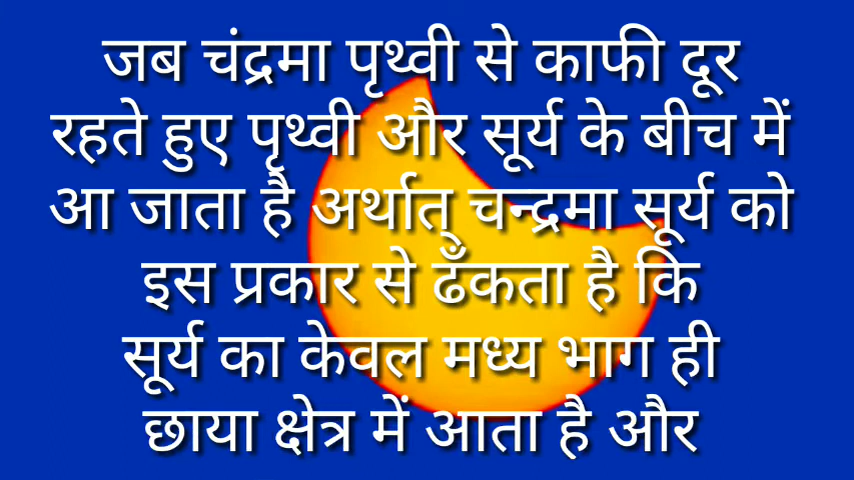 जब चंद्रमा पृथ्वी से काफी दूर
रहते हुए पृथ्वी और सूर्य के बीच में
आ जाता है अर्थात् चन्द्रमा सूर्य को
इस प्रकार से ढँकता है कि
सूर्य का केवल मध्य भाग ही
छाया क्षेत्र में आता है और